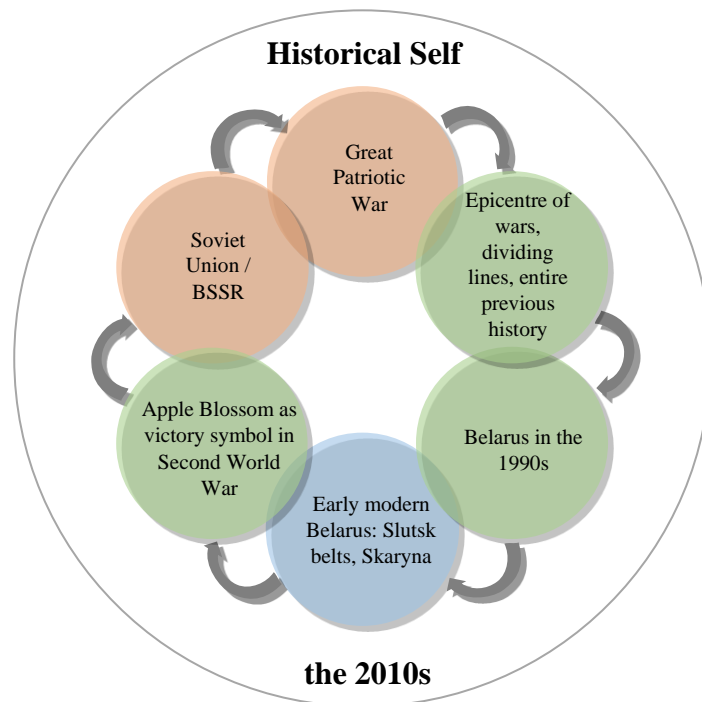 Historical Self
Great
Patriotic
War
Epicentre of
wars,
dividing
lines, entire
previous
history
Belarus in the
1990s
Early modern
Belarus: Slutsk
belts, Skaryna
Apple Blossom as
victory symbol in
Second World
War
Soviet
Union /
BSSR
the 2010s